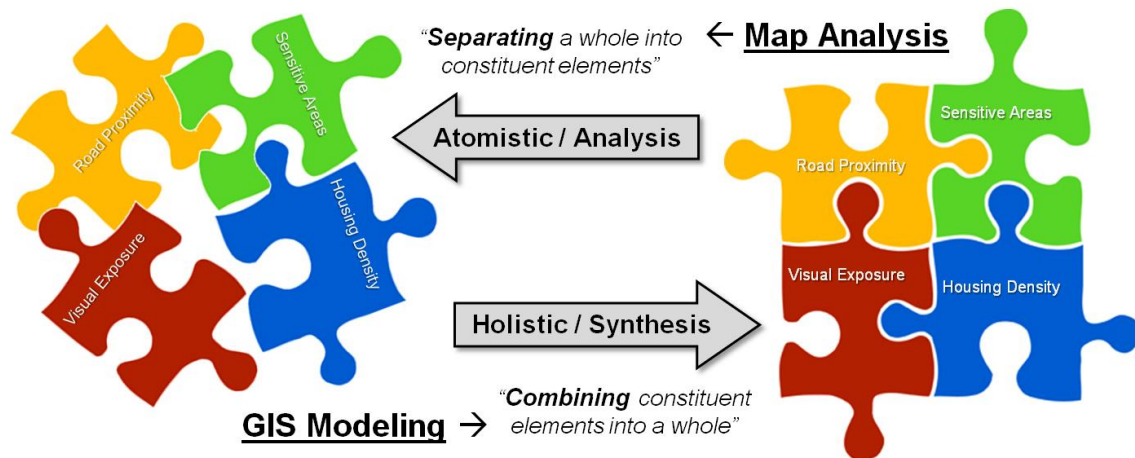 "Separating a whole into
constituent elements"
← Map Analysis
Atomistic / Analysis
Road Proximity
Sensitive Areas
Visual Exposure
Housing Density
Road Proximity
Sensitive Areas
Visual Exposure
Housing Density
Holistic / Synthesis
GIS Modeling →
"Combining constituent
elements into a whole"